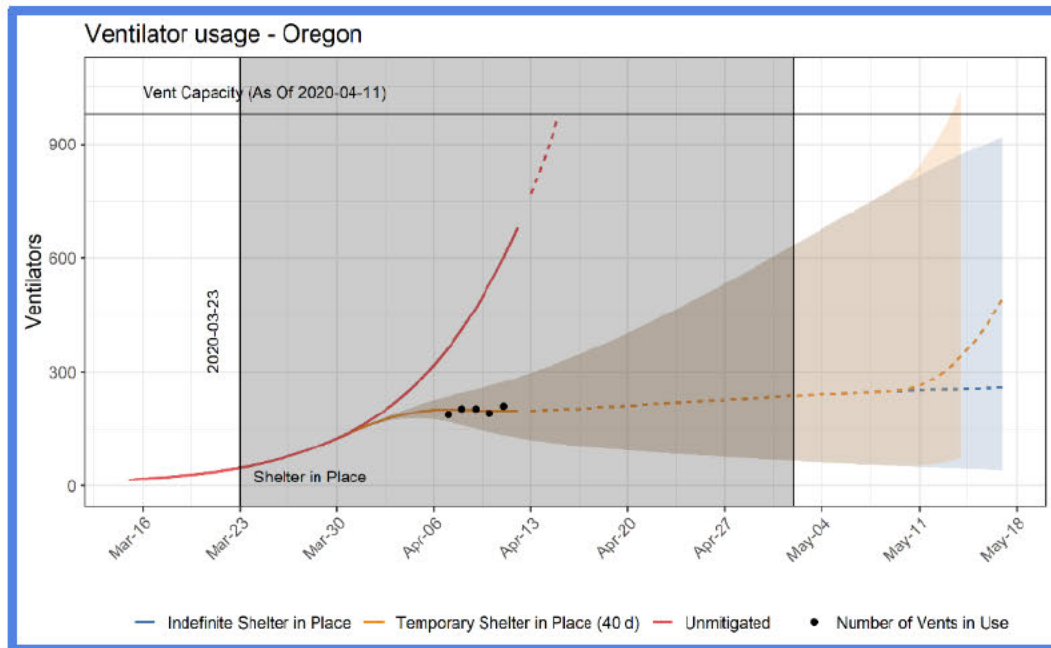 Ventilator usage - Oregon
Vent Capacity (As Of 2020-04-11)
900
600
300
0
Ventilators
2020-03-23
Shelter in Place
Mar-16
Mar-23
Mar-30
Apr-06
Apr-13
Apr-20
Apr-27
May-04
May-11
May-18
Indefinite Shelter in Place
Temporary Shelter in Place (40 d)
Unmitigated
Number of Vents in Use